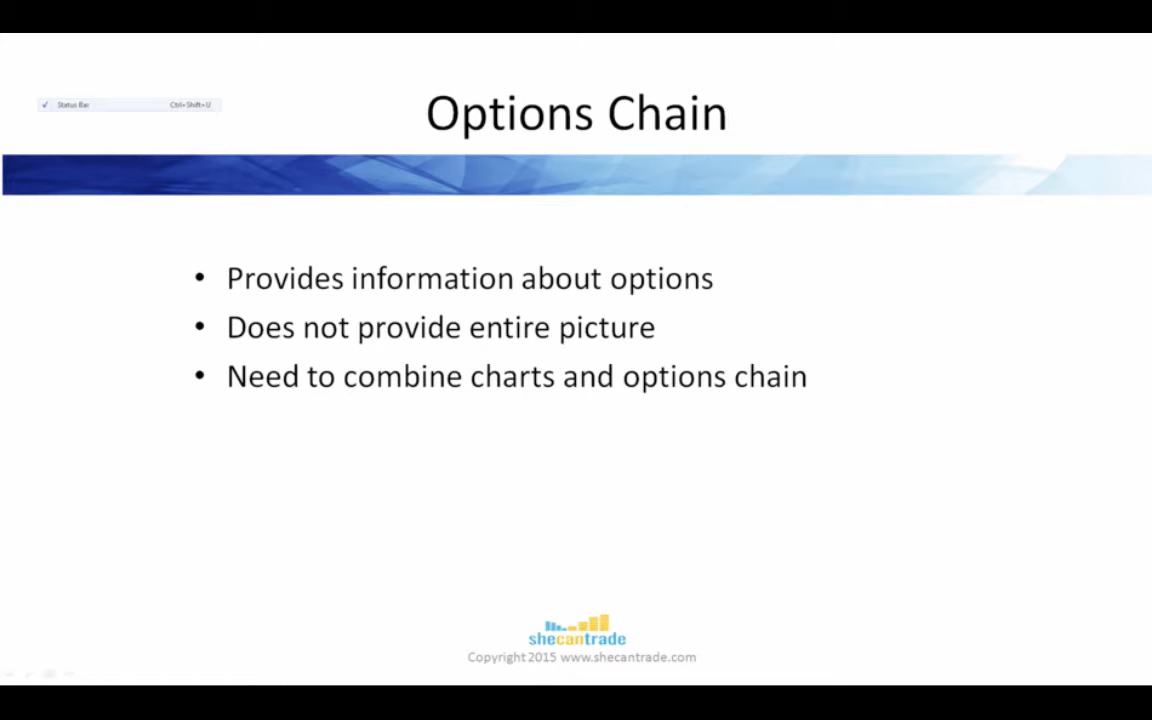 ✓ Status Bar Ctrl+Shift+U
Options Chain
• Provides information about options
• Does not provide entire picture
• Need to combine charts and options chain
shecantrade
Copyright 2015 www.shecantrade.com